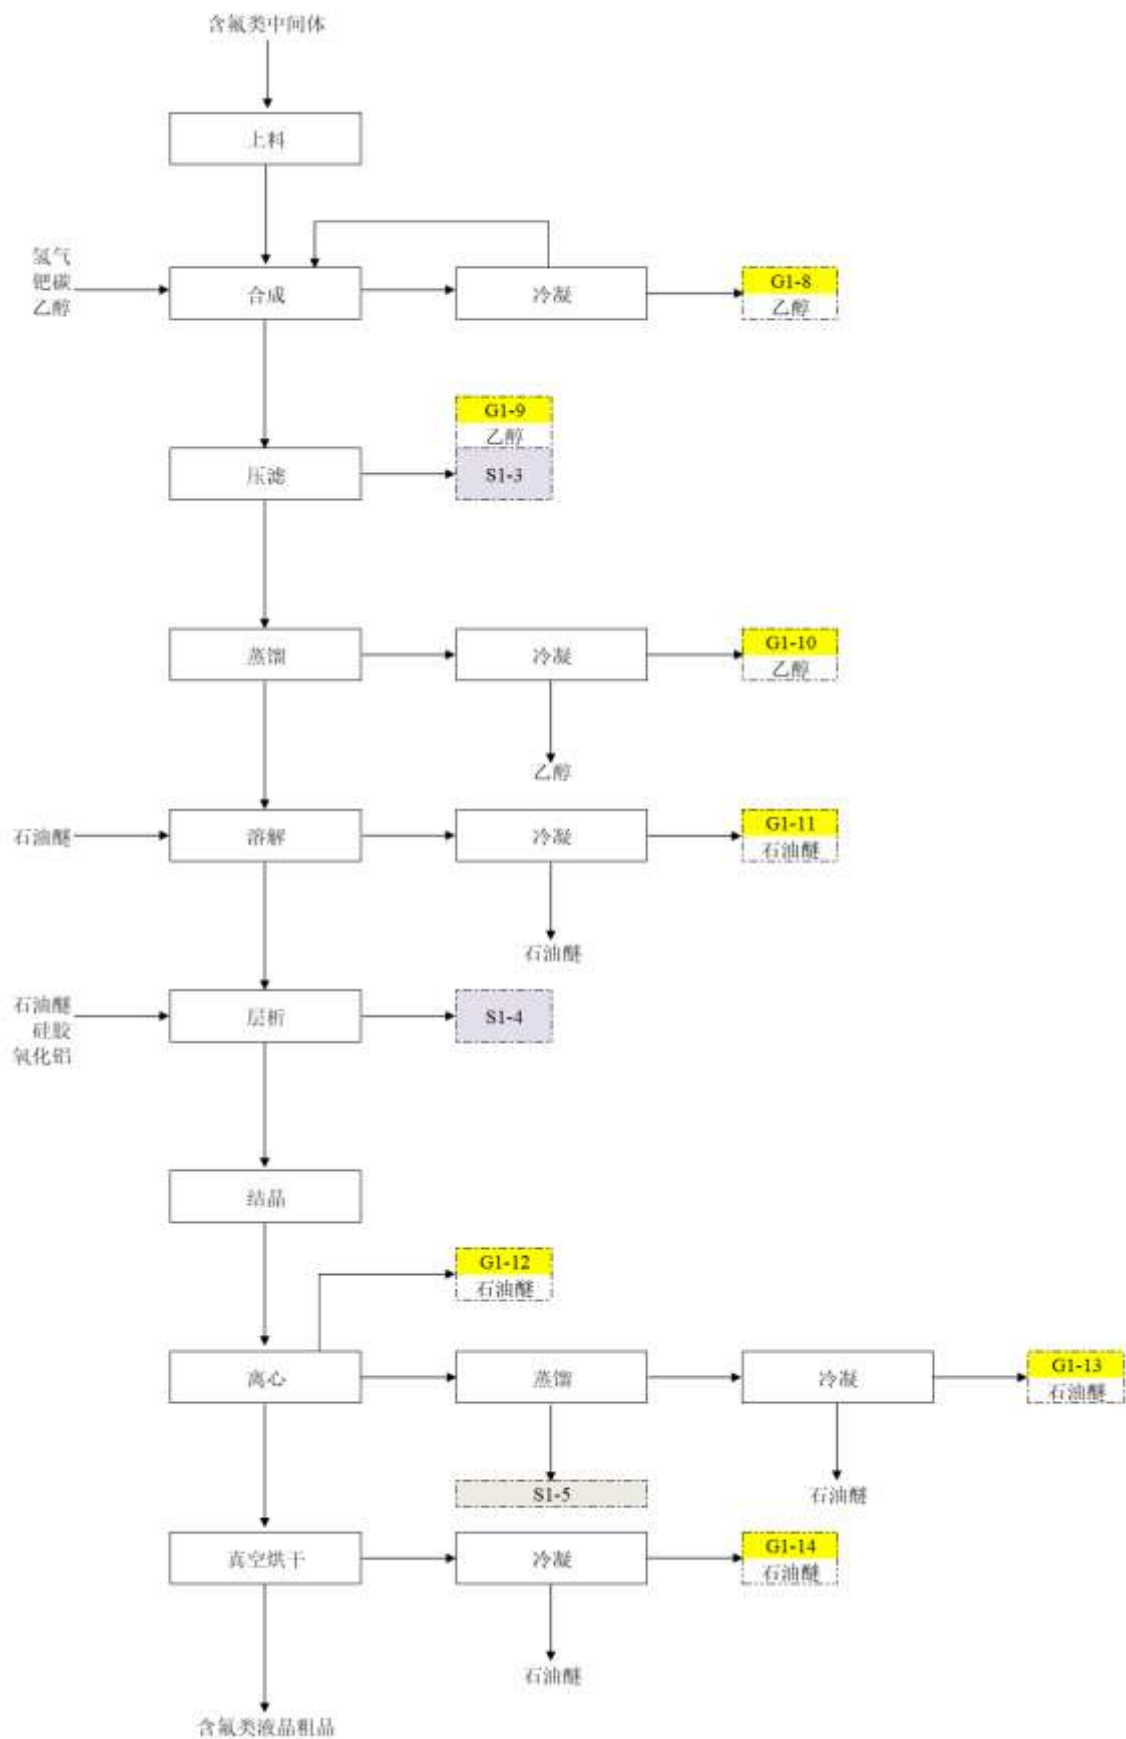 含氟类中间体
上料
氢气
钯碳
乙醇
合成
冷凝
G1-8
乙醇
G1-9
乙醇
压滤
S1-3
蒸馏
冷凝
G1-10
乙醇
乙醇
石油醚
溶解
冷凝
G1-11
石油醚
石油醚
石油醚
硅胶
氧化铝
层析
S1-4
结晶
G1-12
石油醚
离心
蒸馏
冷凝
G1-13
石油醚
S1-5
石油醚
真空烘干
冷凝
G1-14
石油醚
石油醚
含氟类液晶粗品